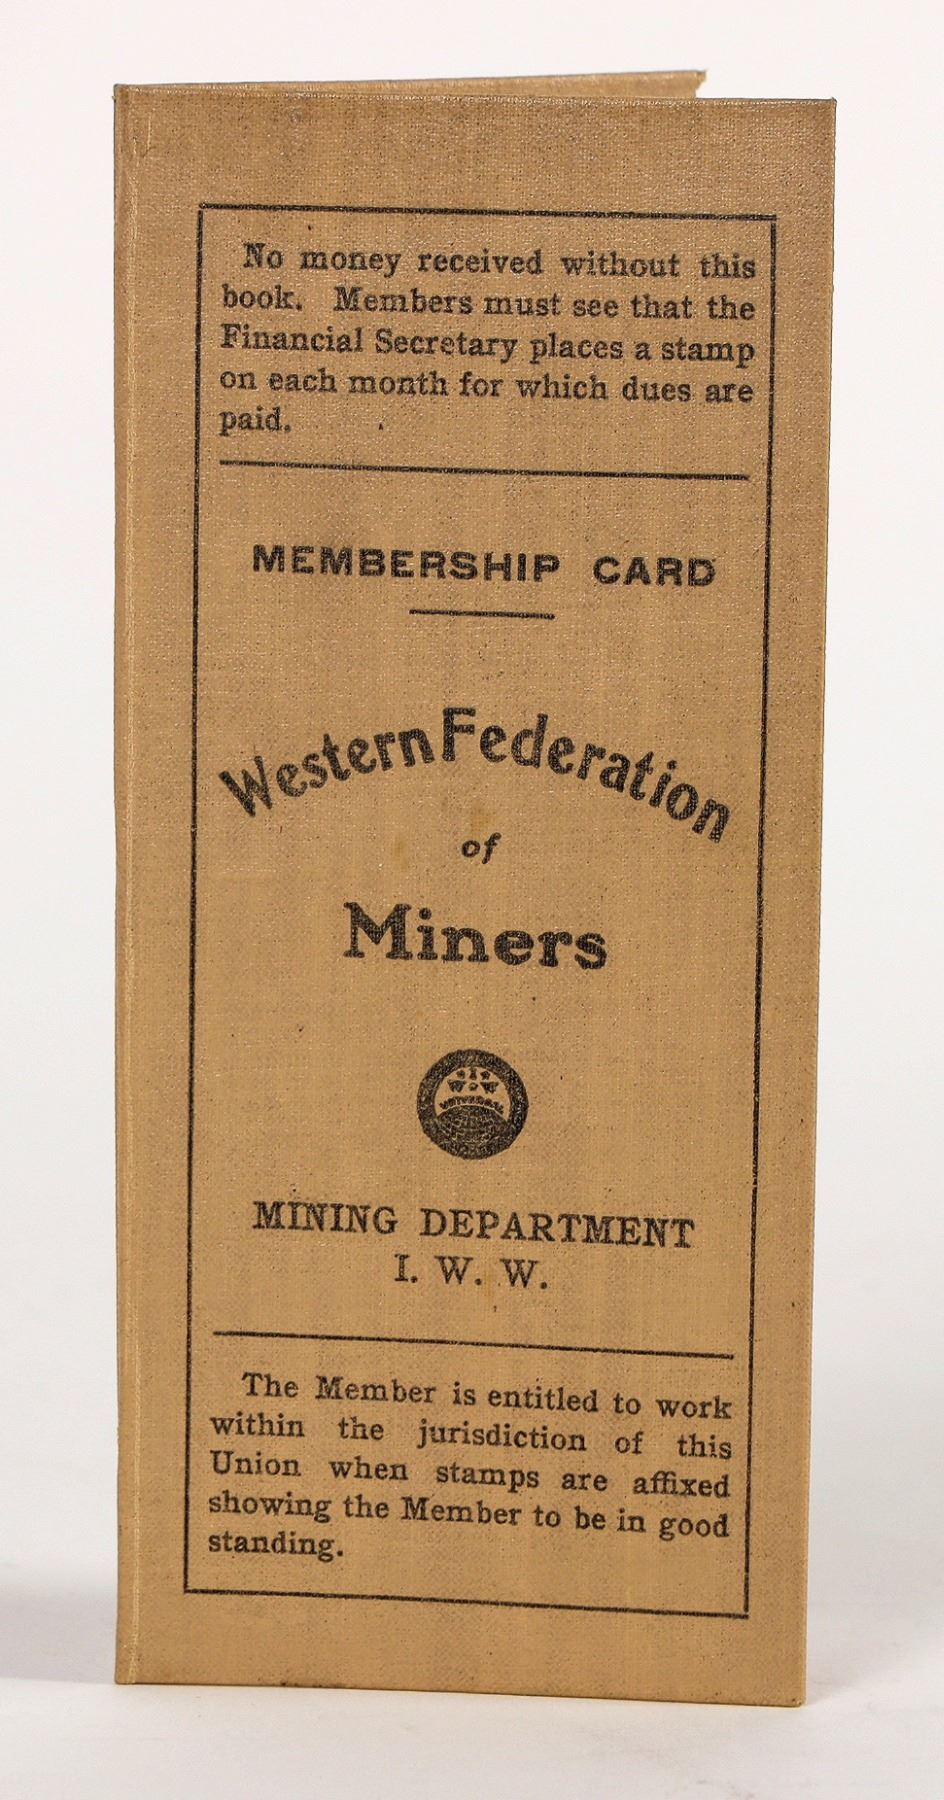 No money received without this
book. Members must see that the
Financial Secretary places a stamp
on each month for which dues are
paid.
MEMBERSHIP CARD
Western Federation
of
Miners
I
W W
UNIVERSAL
MINING DEPARTMENT
I. W. W.
The Member is entitled to work
within the jurisdiction of this
Union when stamps are affixed
showing the Member to be in good
standing.